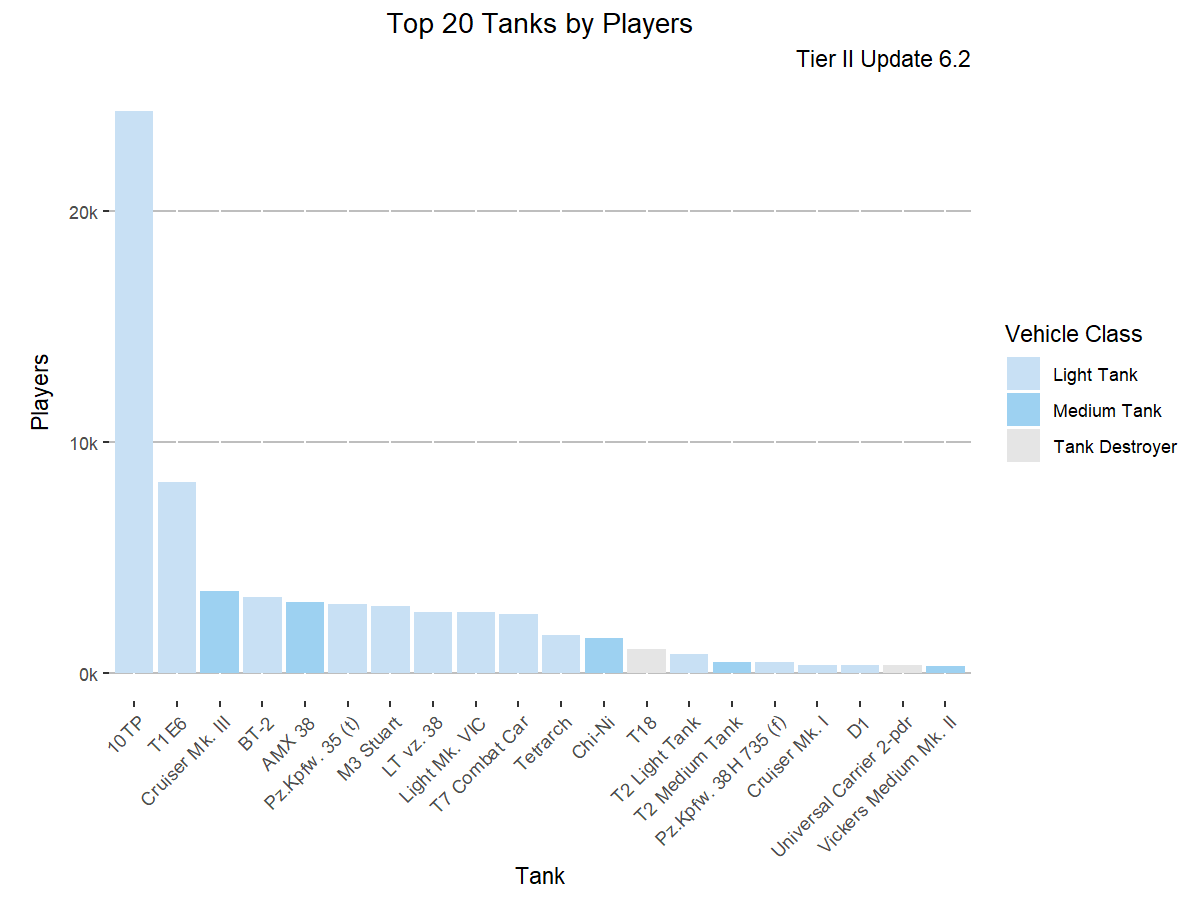 Top 20 Tanks by Players
Tier II Update 6.2
Players
20k
10k
0k
10TP
T1E6
Cruiser Mk. III
BT-2
AMX 38
Pz.Kpfw. 35 (t)
M3 Stuart
LT vz. 38
Light Mk. VIC
T7 Combat Car
Tetrarch
Chi-Ni
T18
T2 Light Tank
T2 Medium Tank
Pz.Kpfw. 38H 735 (f)
Cruiser Mk. I
D1
Universal Carrier 2-pdr
Vickers Medium Mk. II
Tank
Vehicle Class
Light Tank
Medium Tank
Tank Destroyer